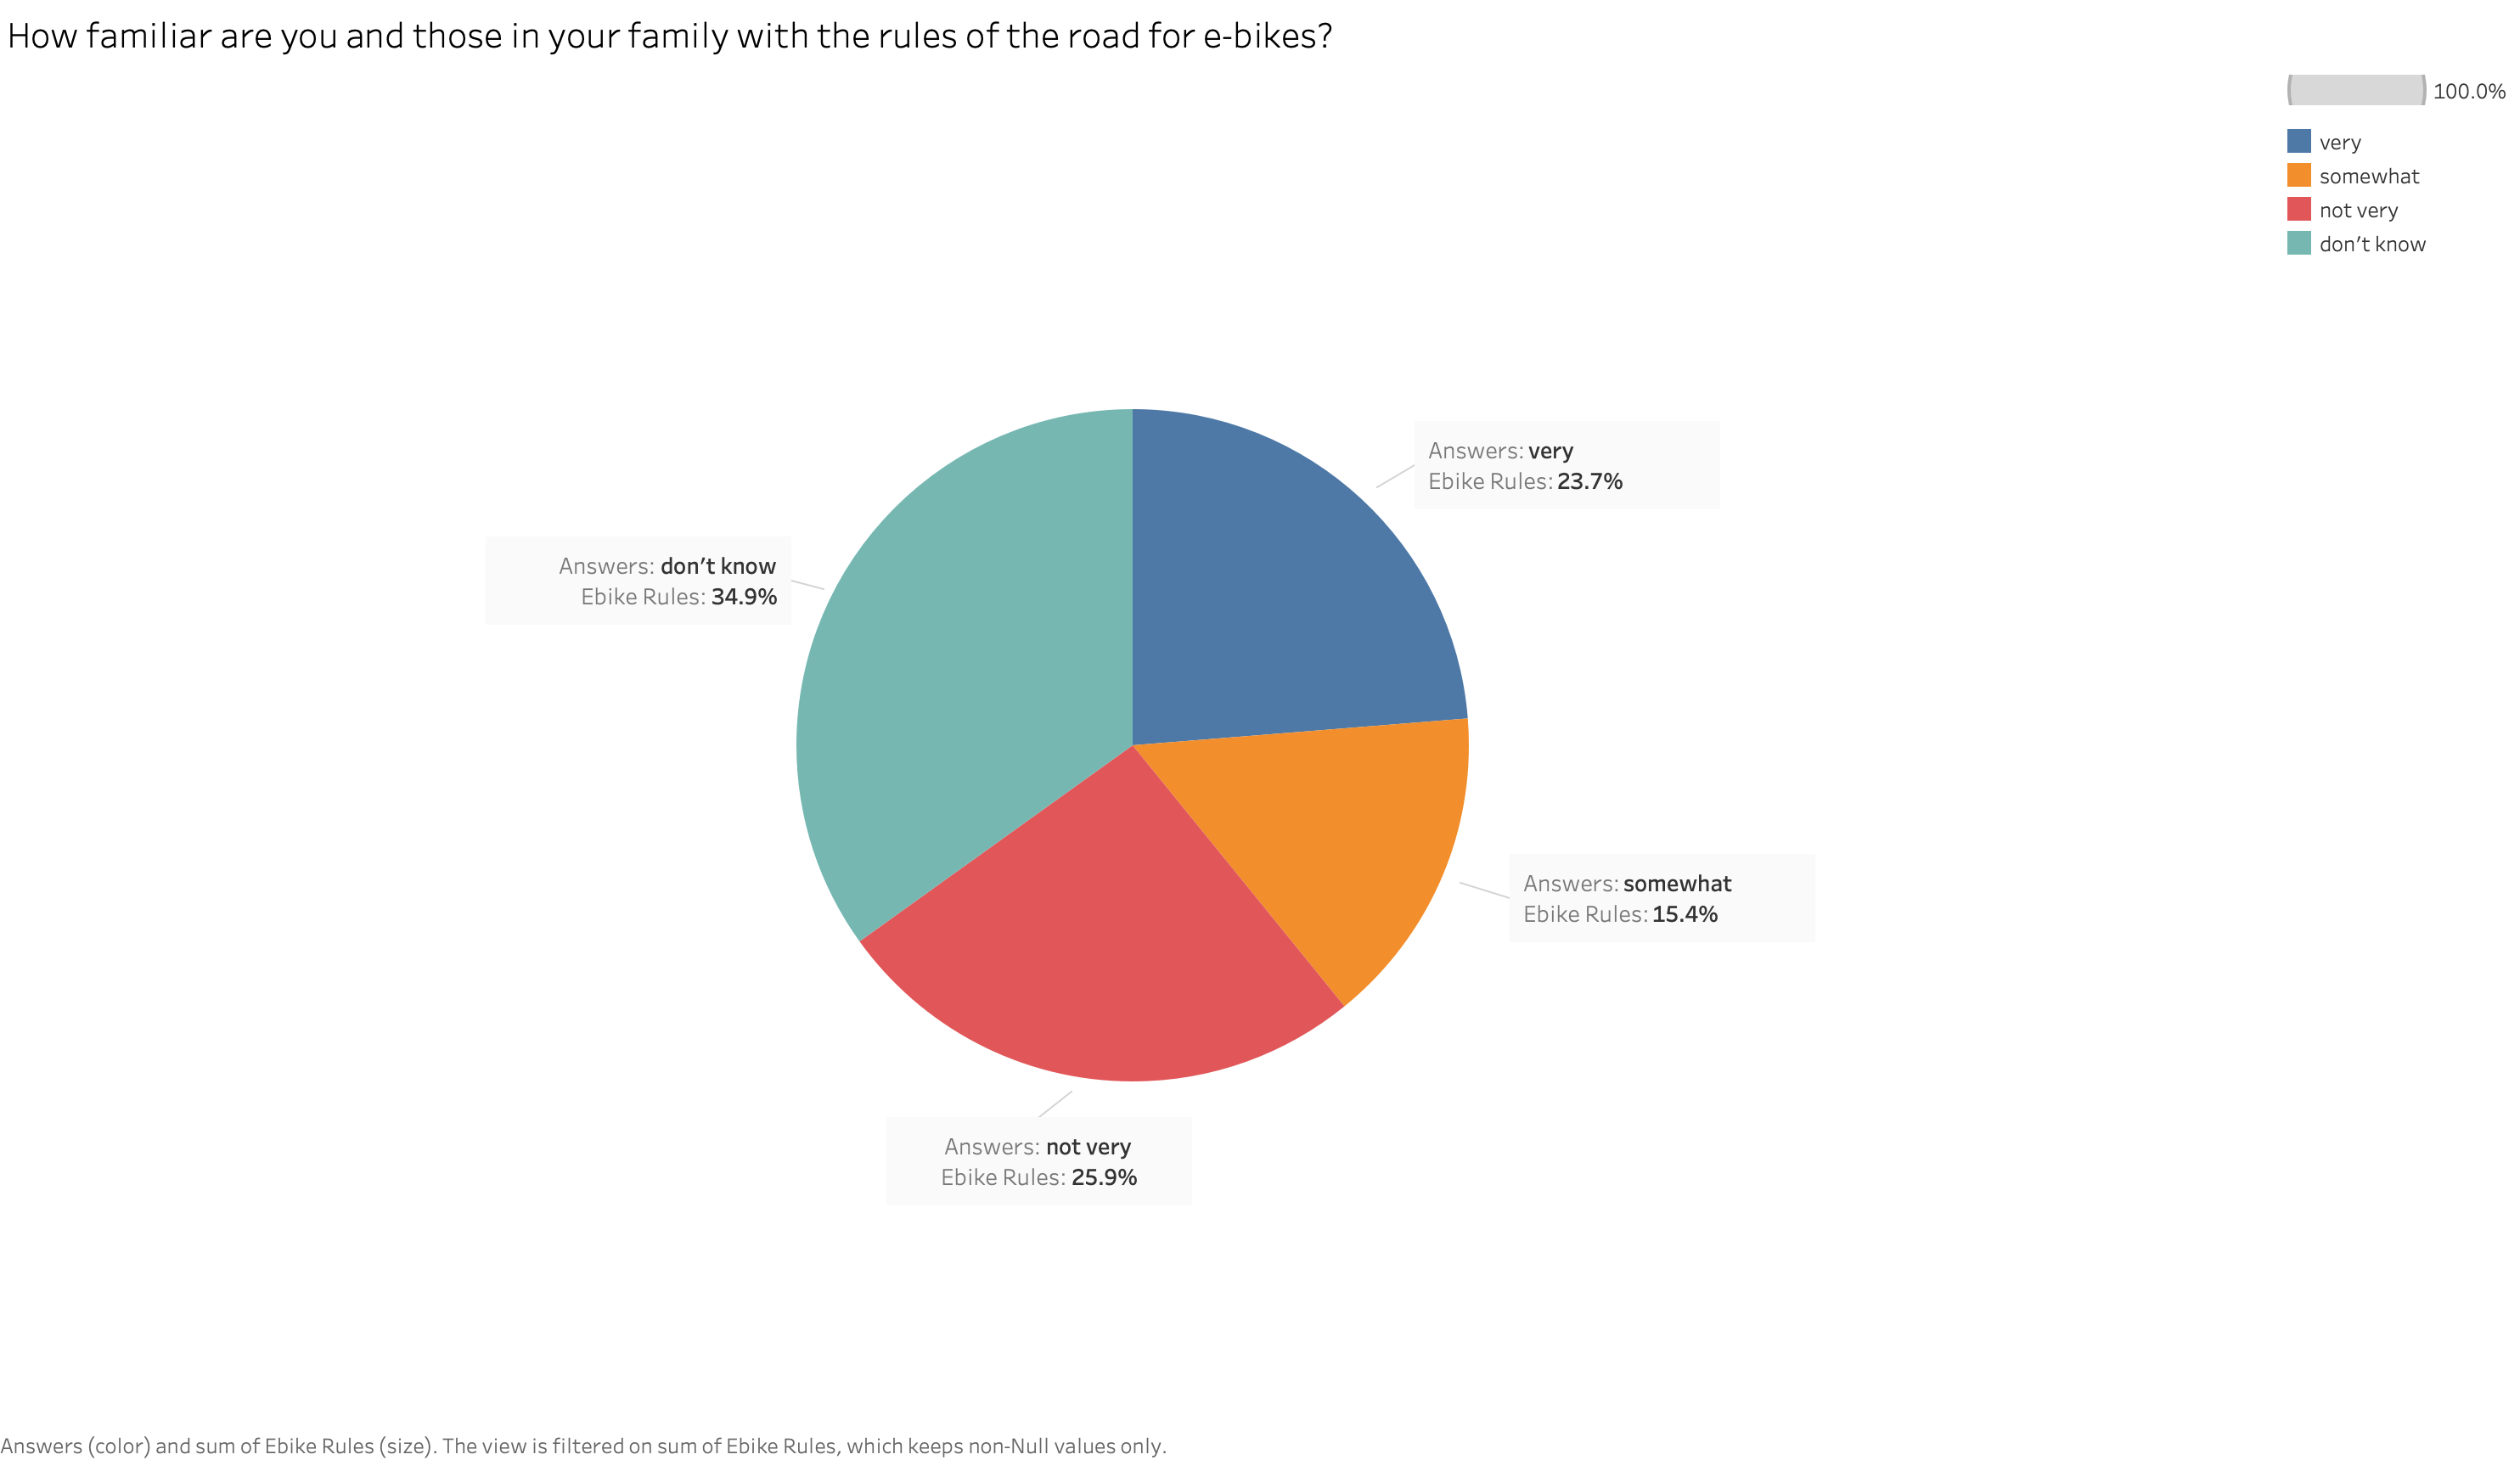 How familiar are you and those in your family with the rules of the road for e-bikes?
100.0%
very
somewhat
not very
don’t know
Answers: very
Ebike Rules: 23.7%
Answers: don’t know
Ebike Rules: 34.9%
Answers: somewhat
Ebike Rules: 15.4%
Answers: not very
Ebike Rules: 25.9%
Answers (color) and sum of Ebike Rules (size). The view is filtered on sum of Ebike Rules, which keeps non-Null values only.